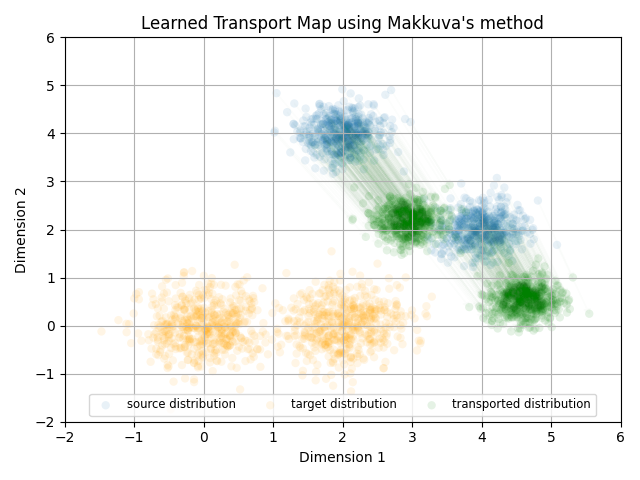 Learned Transport Map using Makkuva's method
6
5
4
3
2
1
0
−1
−2
Dimension 2
source distribution target distribution transported distribution
−2 −1 0 1 2 3 4 5 6
Dimension 1